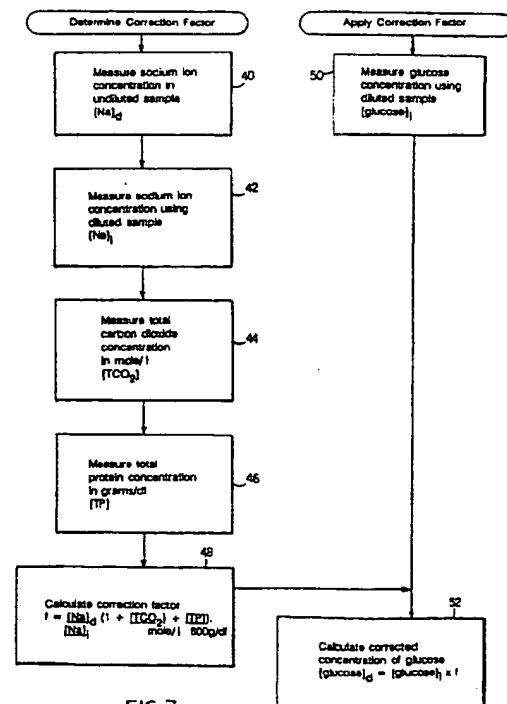 Determine Correction Factor
Measure sodium ion
concentration in
undiluted sample
[Na]d
40
Measure sodium ion
concentration using
diluted sample
[Na]i
42
Measure total
carbon dioxide
concentration
in mole/l
[TCO2]
44
Measure total
protein concentration
in grams/dl
[TP]
46
Calculate correction factor
f = [Na]d (1 + [TCO2] + [TP]).
[Na]i mole/l 600g/dl
48
Apply Correction Factor
50
Measure glucose
concentration using
diluted sample
[glucose]i
52
Calculate corrected
concentration of glucose
[glucose]d = [glucose]i x f
FIG 7